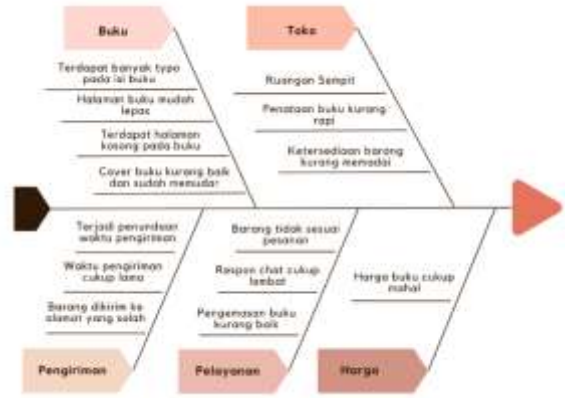 Buku
Toko
Terdapat banyak typo
pada isi buku
Halaman buku mudah
lepas
Terdapat halaman
kosong pada buku
Cover buku kurang baik
dan sudah memudar
Ruangan Sempit
Penataan buku kurang
rapi
Ketersediaan barang
kurang memadai
Terjadi penundaan
waktu pengiriman
Waktu pengiriman
cukup lama
Barang dikirim ke
alamat yang salah
Barang tidak sesuai
pesanan
Respon chat cukup
lambat
Pengemasan buku
kurang baik
Harga buku cukup
mahal
Pengiriman
Pelayanan
Harga